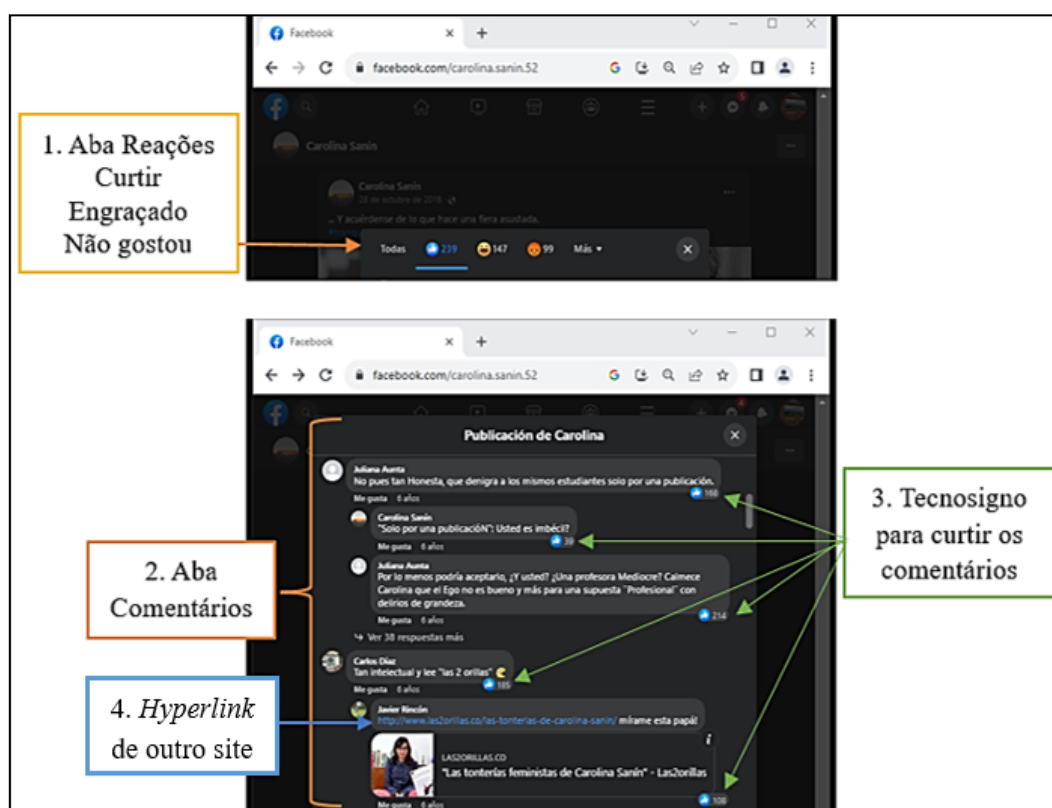 Facebook
facebook.com/carolina.sanin.52
Carolina Sanín
Carolina Sanín
28 de octubre de 2016
... Y acuérdense de lo que hace una fiera asustada.
Todas 239 147 99 Más
1. Aba Reações
Curtir
Engraçado
Não gostou
Facebook
facebook.com/carolina.sanin.52
Publicación de Carolina
Juliana Aunta
No pues tan Honesta, que denigra a los mismos estudiantes solo por una publicación.
166
Me gusta 6 años
Carolina Sanín
"Solo por una publicacióN": Usted es imbécil?
39
Me gusta 6 años
Juliana Aunta
Por lo menos podría aceptarlo, ¿Y usted? ¿Una profesora Mediocre? Calmece
Carolina que el Ego no es bueno y más para una supuesta ¨Profesional¨ con
delirios de grandeza.
214
Me gusta 6 años
Ver 38 respuestas más
Carlos Díaz
Tan intelectual y lee "las 2 orillas"
185
Me gusta 6 años
Javier Rincón
http://www.las2orillas.co/las-tonterias-de-carolina-sanin/ mírame esta papá!
LAS2ORILLAS.CO
"Las tonterías feministas de Carolina Sanín" - Las2orillas
108
Me gusta 6 años
2. Aba
Comentários
3. Tecnosigno
para curtir os
comentários
4. Hyperlink
de outro site